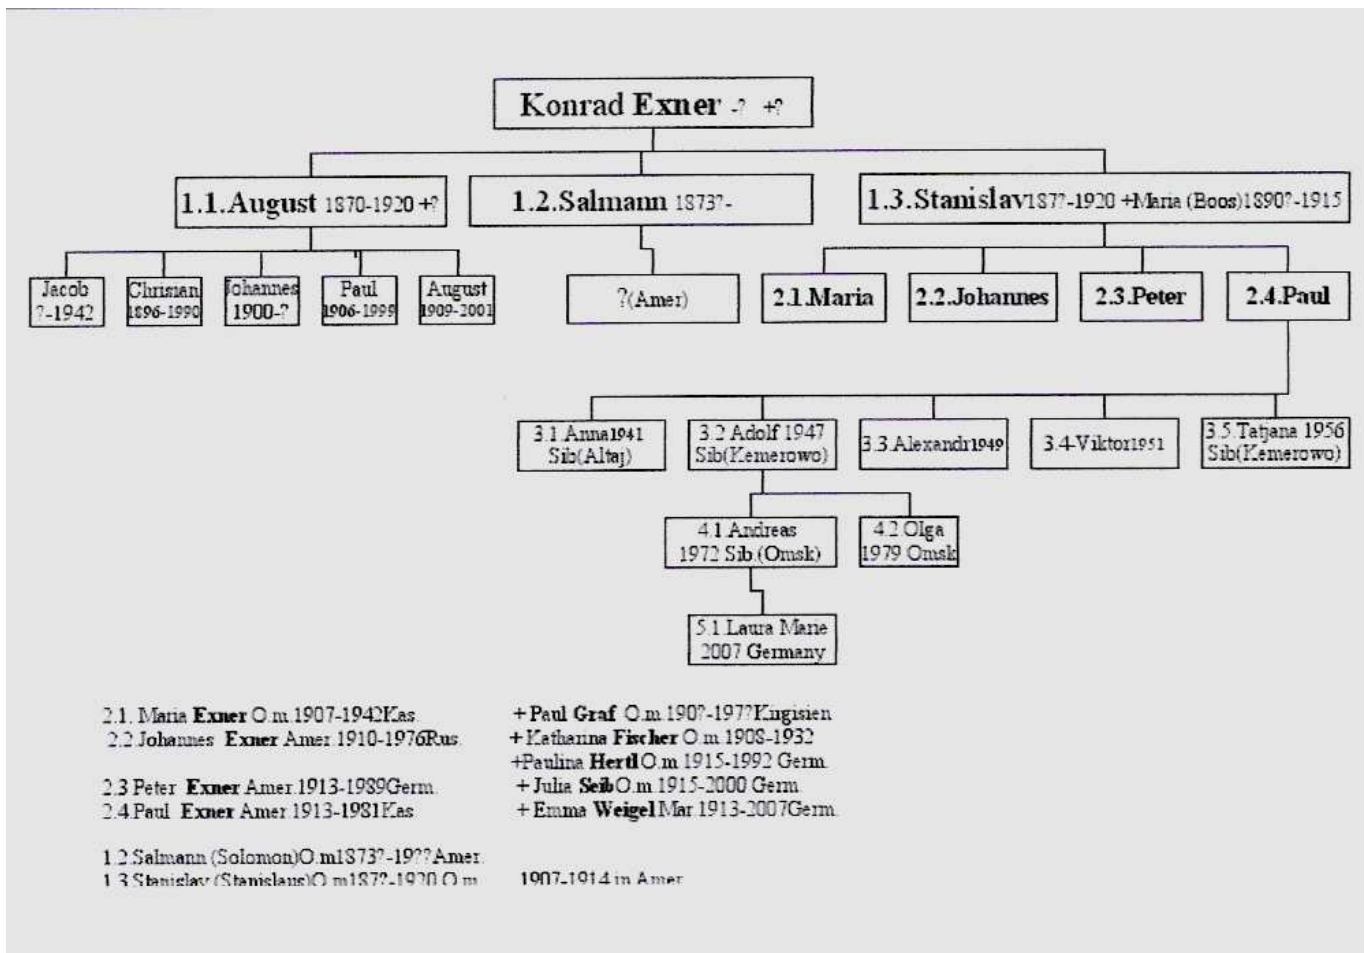 Konrad Exner -? +?
1.1.August 1870-1920 +?
1.2.Salmann 1873?-
1.3.Stanislav187?-1920 +Maria (Boos)1890?-1915
Jacob
?-1942
Chrisian
1896-1990
Johannes
1900-?
Paul
1906-1999
August
1909-2001
?(Amer)
2.1.Maria
2.2.Johannes
2.3.Peter
2.4.Paul
3.1.Anna1941
Sib(Altaj)
3.2 Adolf 1947
Sib(Kemerowo)
3.3.Alexandr1949
3.4-Viktor1951
3.5.Tatjana 1956
Sib(Kemerowo)
4.1.Andreas
1972 Sib.(Omsk)
4.2 Olga
1979 Omsk
5.1.Laura Marie
2007 Germany
2.1. Maria Exner O.m.1907-1942Kas. +Paul Graf O.m 190?-197?Kirgisien
2.2 Johannes Exner Amer.1910-1976Rus. +Katharina Fischer O.m 1908-1932
+Paulina Hertl O.m 1915-1992 Germ.
2.3 Peter Exner Amer.1913-1989Germ. +Julia Seib O.m 1915-2000 Germ
2.4 Paul Exner Amer 1913-1981Kas +Emma Weigel Mar.1913-2007Germ.
1.2 Salmann (Solomon)O.m1873?-19??Amer.
1.3 Stanislav (Stanislaus)O.m187?-1920 O.m 1907-1914 in Amer